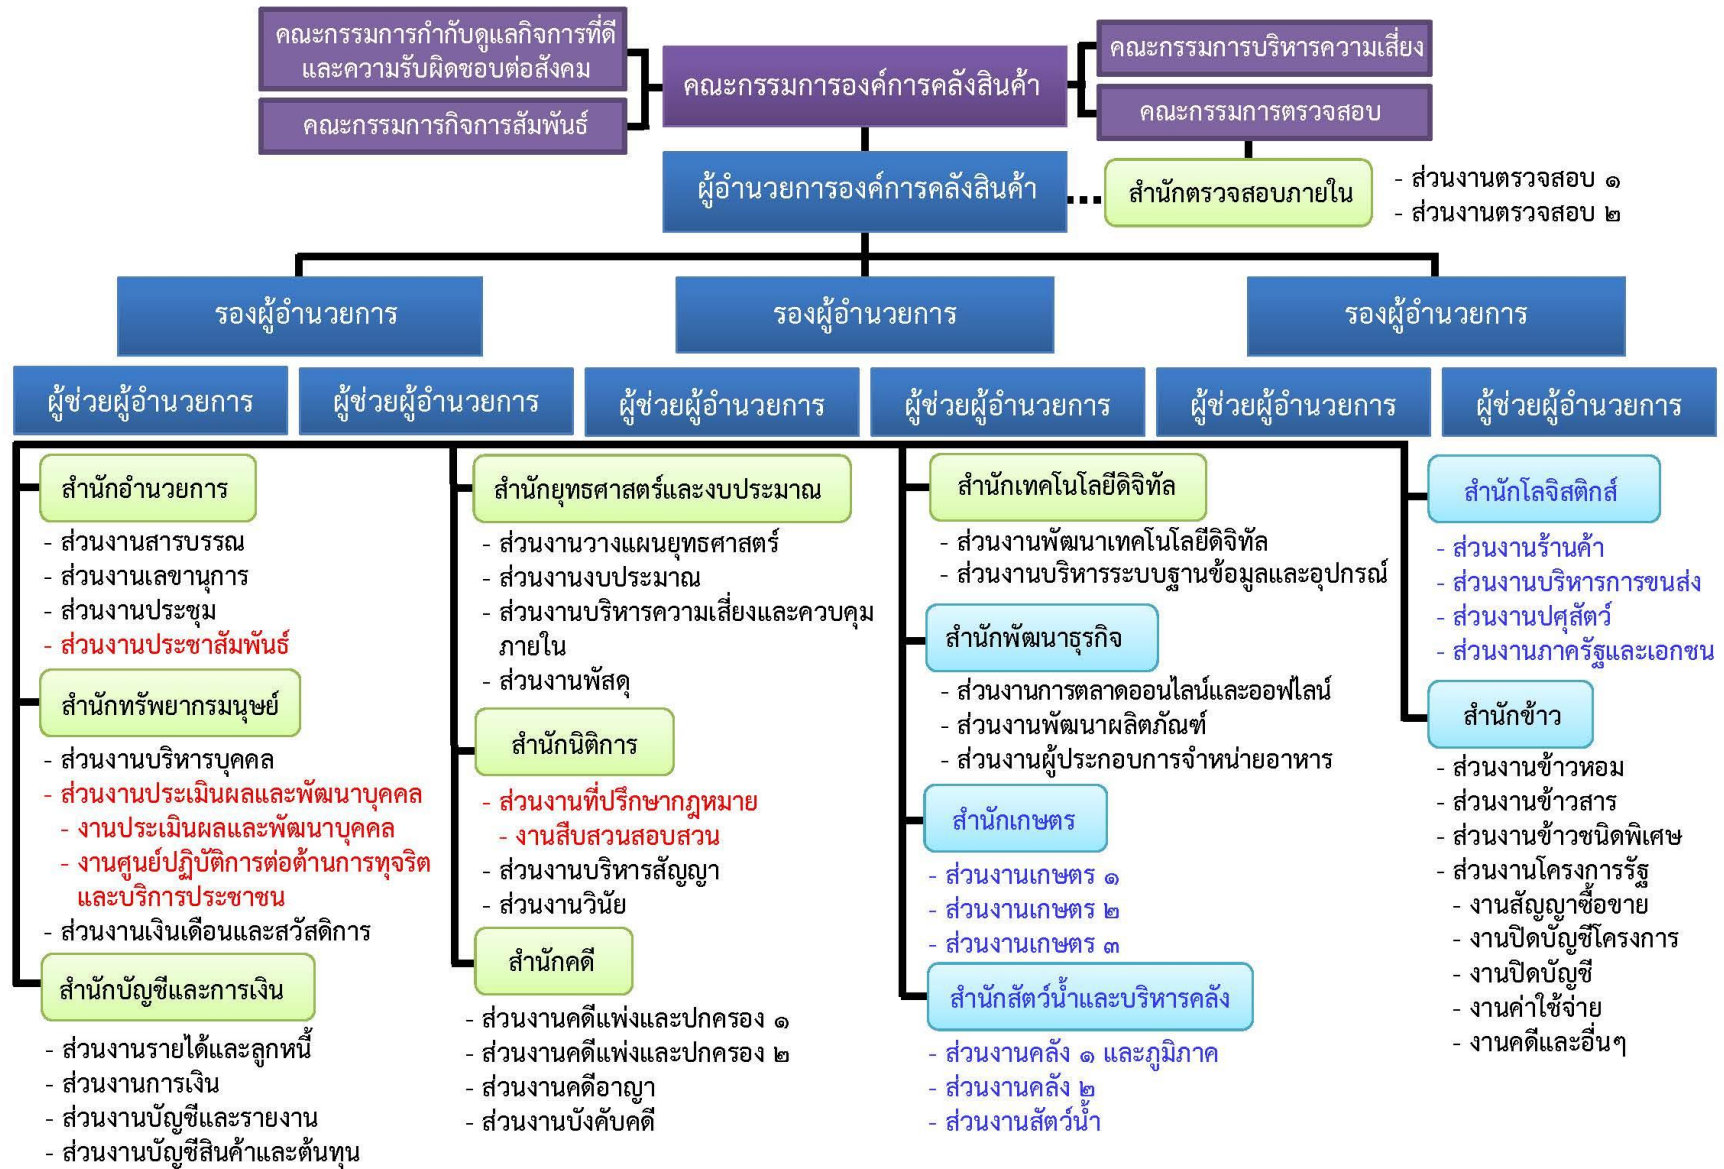 คณะกรรมการกำกับดูแลกิจการที่ดี
และความรับผิดชอบต่อสังคม
คณะกรรมการกิจการสัมพันธ์
คณะกรรมการองค์การคลังสินค้า
คณะกรรมการบริหารความเสี่ยง
คณะกรรมการตรวจสอบ
ผู้อำนวยการองค์การคลังสินค้า
สำนักตรวจสอบภายใน
- ส่วนงานตรวจสอบ ๑
- ส่วนงานตรวจสอบ ๒
รองผู้อำนวยการ
รองผู้อำนวยการ
รองผู้อำนวยการ
ผู้ช่วยผู้อำนวยการ
ผู้ช่วยผู้อำนวยการ
ผู้ช่วยผู้อำนวยการ
ผู้ช่วยผู้อำนวยการ
ผู้ช่วยผู้อำนวยการ
ผู้ช่วยผู้อำนวยการ
สำนักอำนวยการ
- ส่วนงานสารบรรณ
- ส่วนงานเลขานุการ
- ส่วนงานประชุม
- ส่วนงานประชาสัมพันธ์
สำนักทรัพยากรมนุษย์
- ส่วนงานบริหารบุคคล
- ส่วนงานประเมินผลและพัฒนาบุคคล
- งานประเมินผลและพัฒนาบุคคล
- งานศูนย์ปฏิบัติการต่อต้านการทุจริต
และบริการประชาชน
- ส่วนงานเงินเดือนและสวัสดิการ
สำนักบัญชีและการเงิน
- ส่วนงานรายได้และลูกหนี้
- ส่วนงานการเงิน
- ส่วนงานบัญชีและรายงาน
- ส่วนงานบัญชีสินค้าและต้นทุน
สำนักยุทธศาสตร์และงบประมาณ
- ส่วนงานวางแผนยุทธศาสตร์
- ส่วนงานงบประมาณ
- ส่วนงานบริหารความเสี่ยงและควบคุม
ภายใน
- ส่วนงานพัสดุ
สำนักนิติการ
- ส่วนงานที่ปรึกษากฎหมาย
- งานสืบสวนสอบสวน
- ส่วนงานบริหารสัญญา
- ส่วนงานวินัย
สำนักคดี
- ส่วนงานคดีแพ่งและปกครอง ๑
- ส่วนงานคดีแพ่งและปกครอง ๒
- ส่วนงานคดีอาญา
- ส่วนงานบังคับคดี
สำนักเทคโนโลยีดิจิทัล
- ส่วนงานพัฒนาเทคโนโลยีดิจิทัล
- ส่วนงานบริหารระบบฐานข้อมูลและอุปกรณ์
สำนักพัฒนาธุรกิจ
- ส่วนงานการตลาดออนไลน์และออฟไลน์
- ส่วนงานพัฒนาผลิตภัณฑ์
- ส่วนงานผู้ประกอบการจำหน่ายอาหาร
สำนักเกษตร
- ส่วนงานเกษตร ๑
- ส่วนงานเกษตร ๒
- ส่วนงานเกษตร ๓
สำนักสัตว์น้ำและบริหารคลัง
- ส่วนงานคลัง ๑ และภูมิภาค
- ส่วนงานคลัง ๒
- ส่วนงานสัตว์น้ำ
สำนักโลจิสติกส์
- ส่วนงานร้านค้า
- ส่วนงานบริหารการขนส่ง
- ส่วนงานปศุสัตว์
- ส่วนงานภาครัฐและเอกชน
สำนักข้าว
- ส่วนงานข้าวหอม
- ส่วนงานข้าวสาร
- ส่วนงานข้าวชนิดพิเศษ
- ส่วนงานโครงการรัฐ
- งานสัญญาซื้อขาย
- งานปิดบัญชีโครงการ
- งานปิดบัญชี
- งานค่าใช้จ่าย
- งานคดีและอื่นๆ